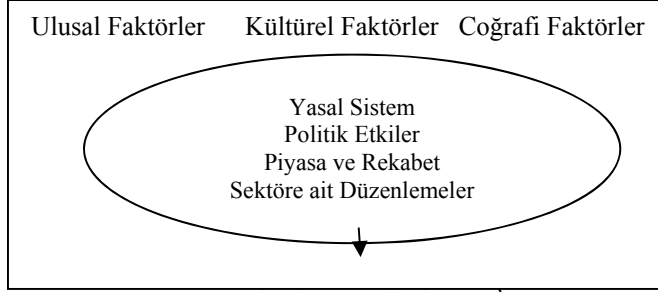 Ulusal Faktörler Kültürel Faktörler Coğrafi Faktörler
Yasal Sistem
Politik Etkiler
Piyasa ve Rekabet
Sektöre ait Düzenlemeler